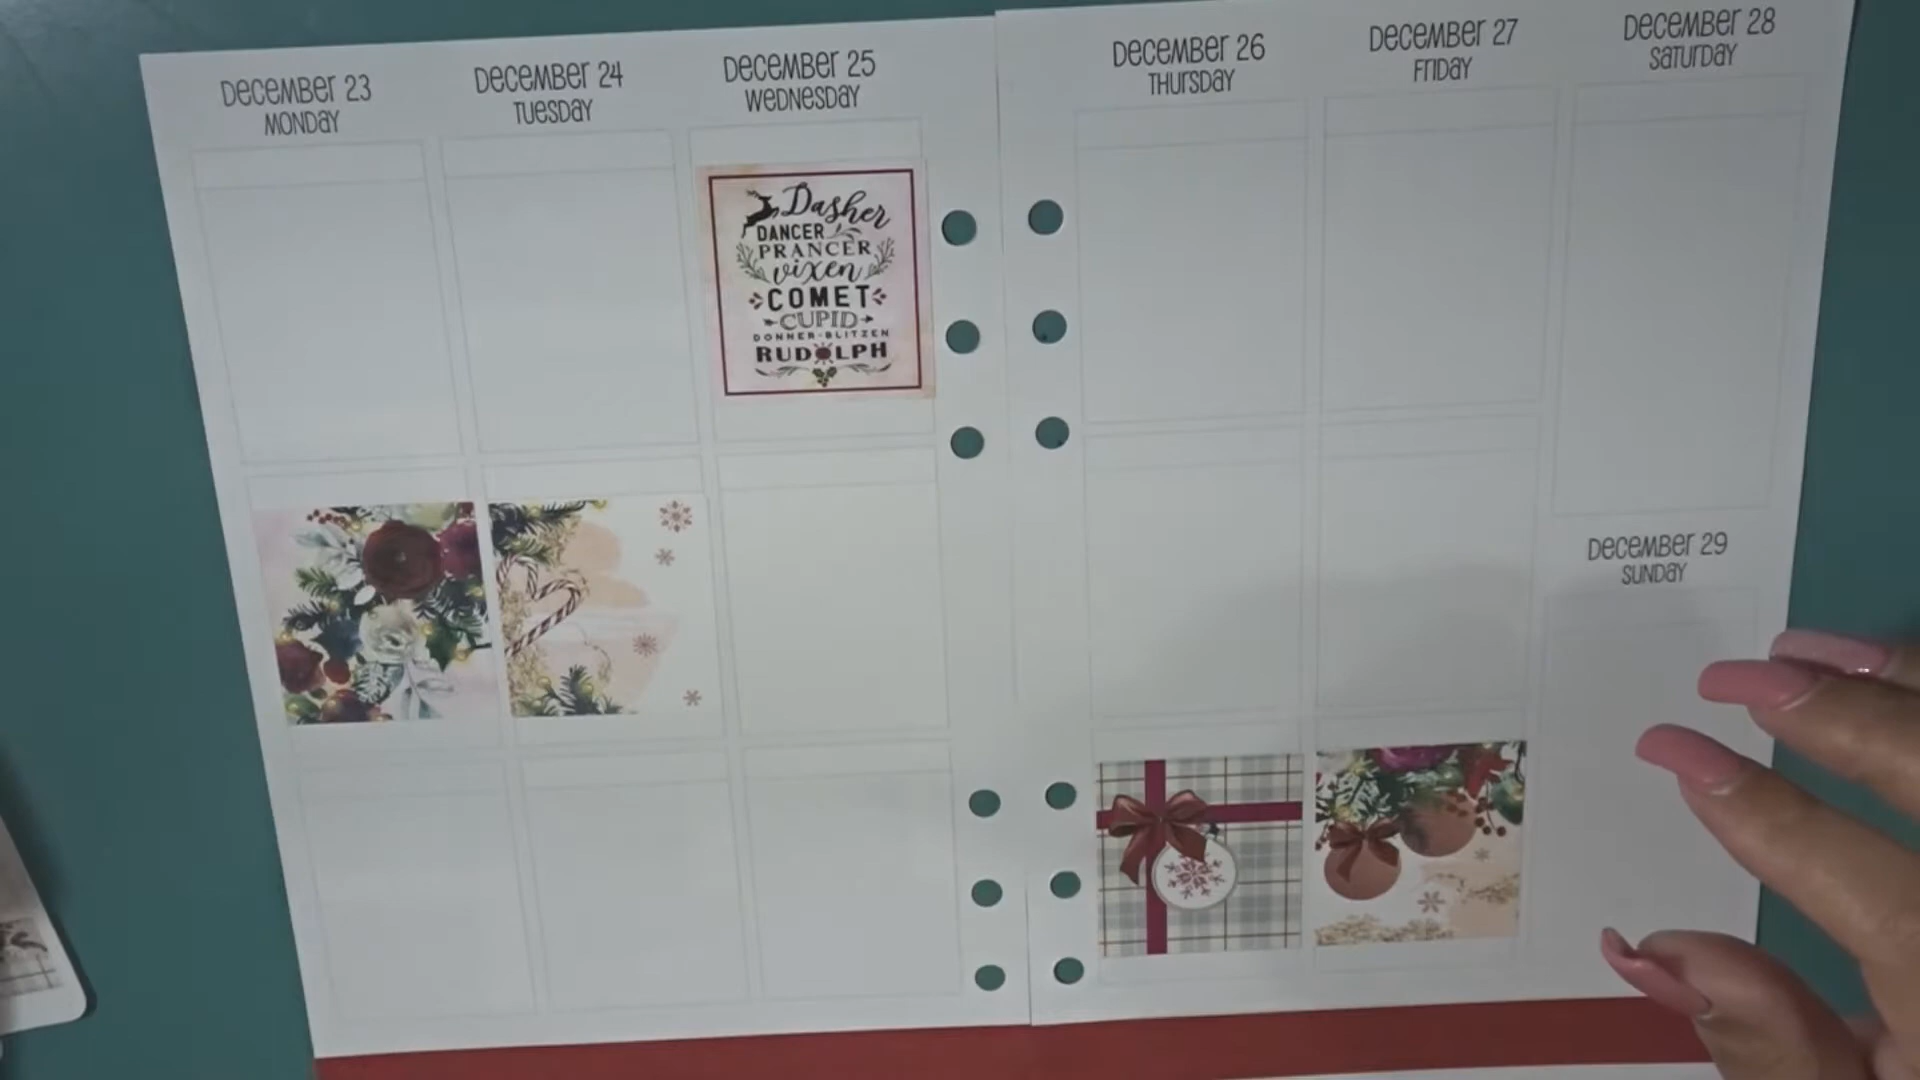 December 23
Monday
December 24
Tuesday
December 25
Wednesday
Dasher
DANCER
PRANCER
vixen
COMET
CUPID
DONNER-BLITZEN
RUDOLPH
December 26
Thursday
December 27
Friday
December 28
Saturday
December 29
Sunday